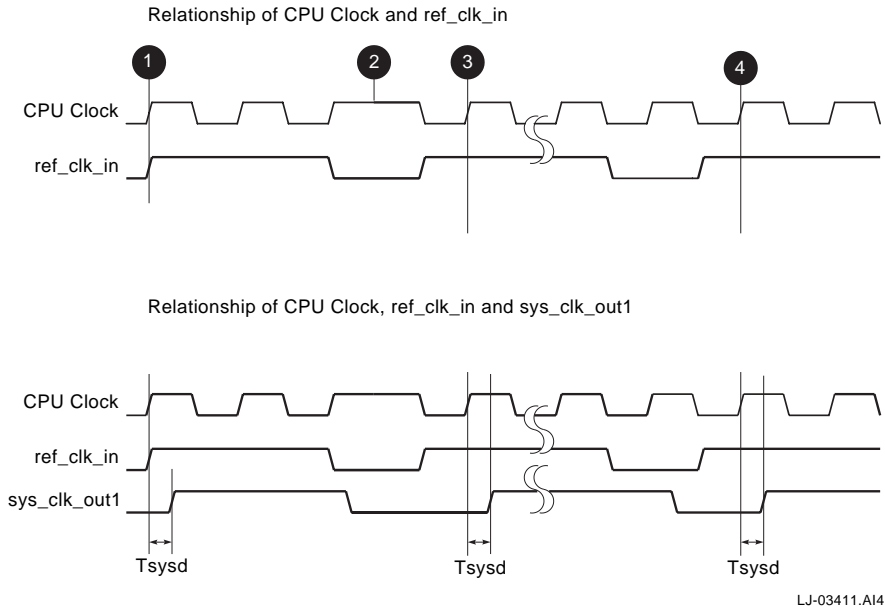 Relationship of CPU Clock and ref_clk_in
1 2 3 4
CPU Clock
ref_clk_in
Relationship of CPU Clock, ref_clk_in and sys_clk_out1
CPU Clock
ref_clk_in
sys_clk_out1
Tsysd Tsysd Tsysd
LJ-03411.AI4